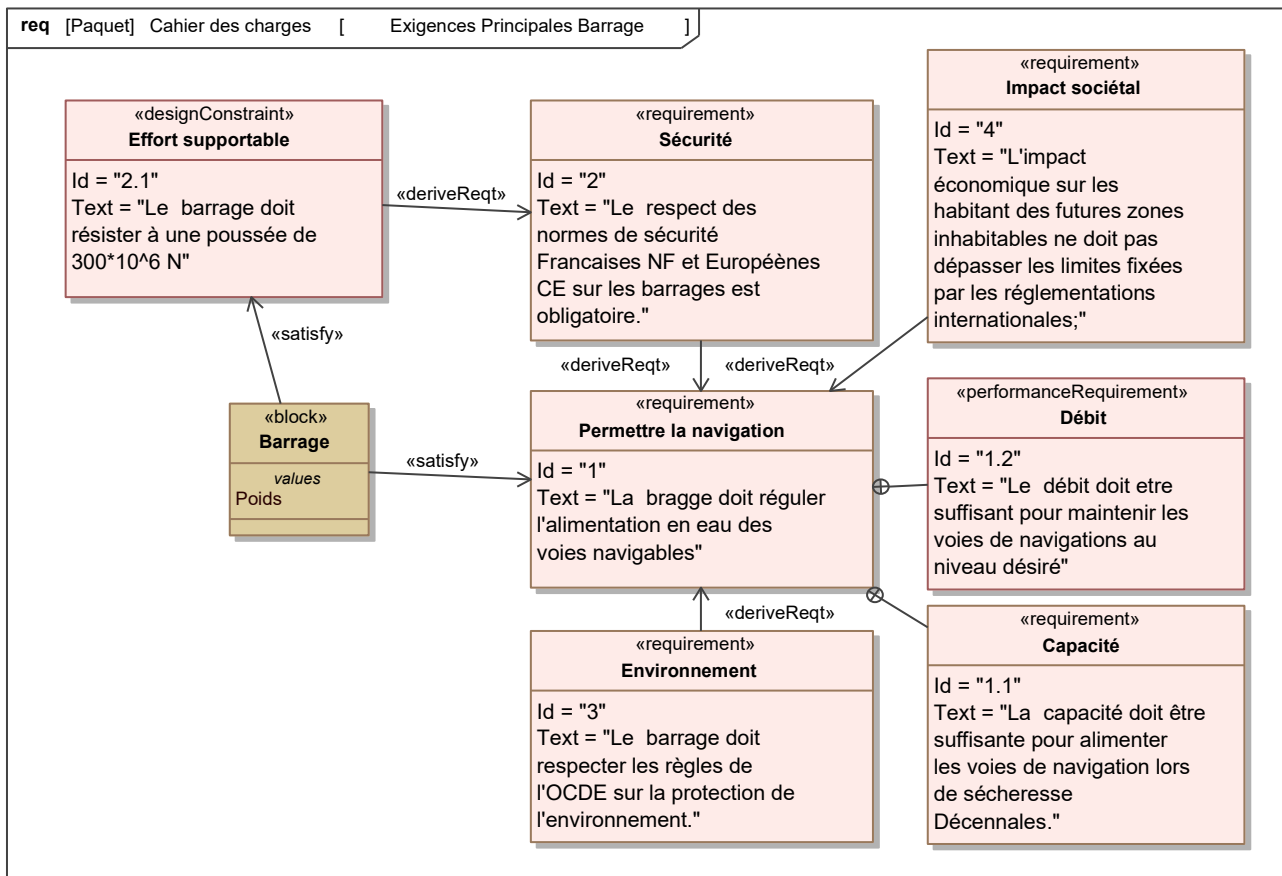 req [Paquet] Cahier des charges [ Exigences Principales Barrage ]
«designConstraint»
Effort supportable
Id = "2.1"
Text = "Le barrage doit
résister à une poussée de
300*10^6 N"
«deriveReqt»
«requirement»
Sécurité
Id = "2"
Text = "Le respect des
normes de sécurité
Francaises NF et Européènes
CE sur les barrages est
obligatoire."
«requirement»
Impact sociétal
Id = "4"
Text = "L'impact
économique sur les
habitant des futures zones
inhabitables ne doit pas
dépasser les limites fixées
par les réglementations
internationales;"
«satisfy»
«deriveReqt»
«deriveReqt»
«block»
Barrage
values
Poids
«satisfy»
«requirement»
Permettre la navigation
Id = "1"
Text = "La bragge doit réguler
l'alimentation en eau des
voies navigables"
«performanceRequirement»
Débit
Id = "1.2"
Text = "Le débit doit etre
suffisant pour maintenir les
voies de navigations au
niveau désiré"
«deriveReqt»
«requirement»
Environnement
Id = "3"
Text = "Le barrage doit
respecter les règles de
l'OCDE sur la protection de
l'environnement."
«requirement»
Capacité
Id = "1.1"
Text = "La capacité doit être
suffisante pour alimenter
les voies de navigation lors
de sécheresse
Décennales."